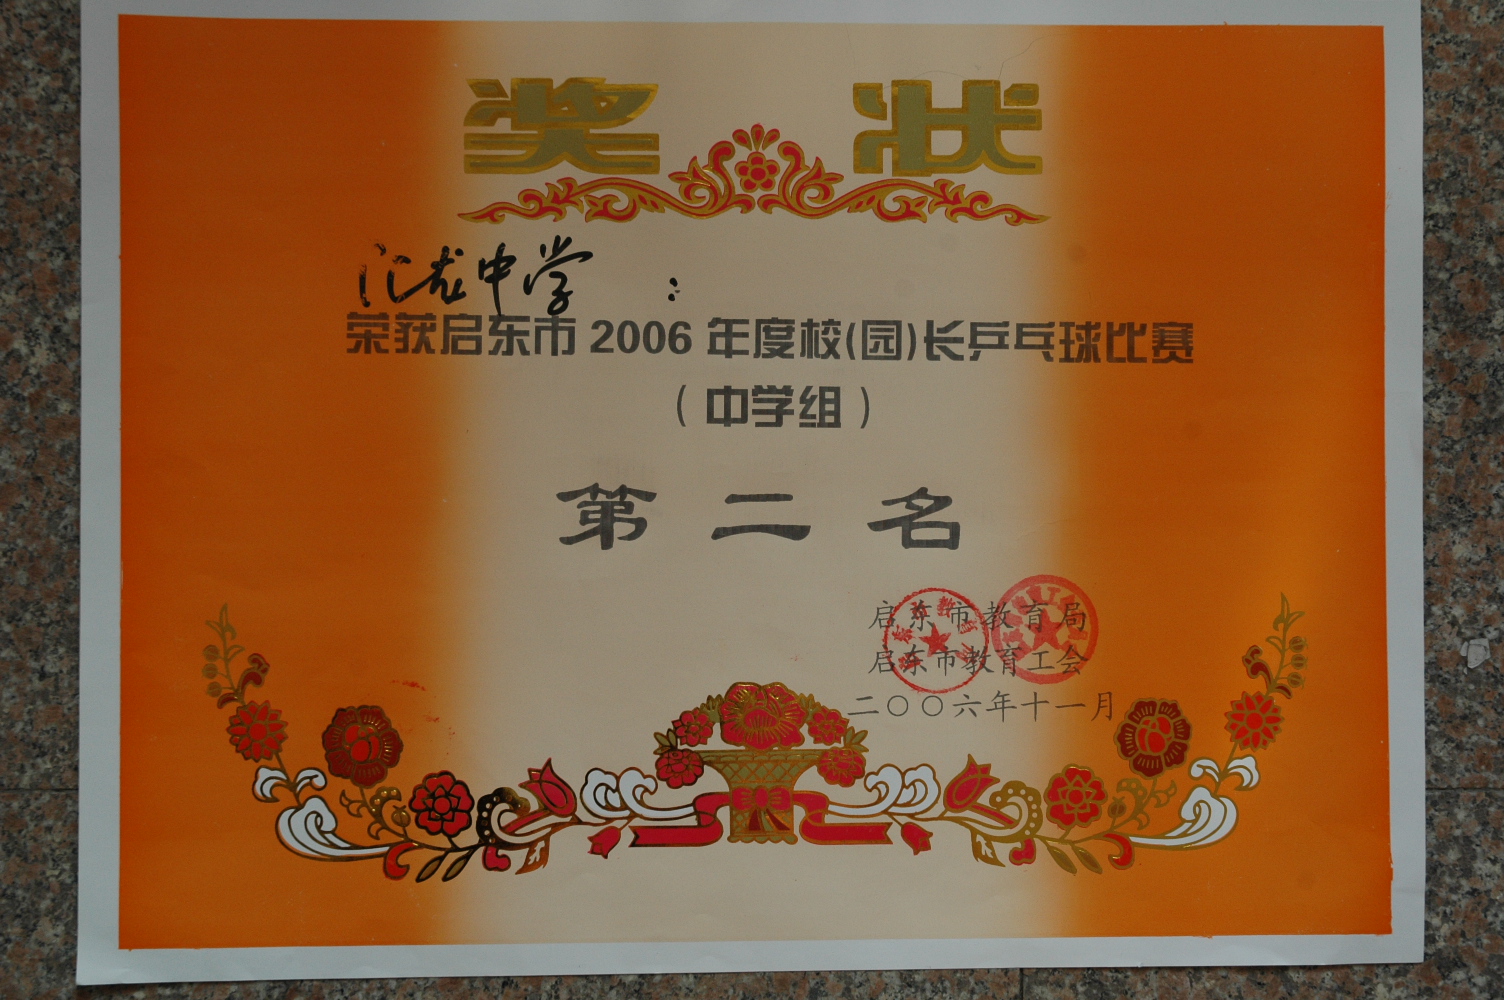 奖状
汇龙中学：
荣获启东市2006年度校(园)长乒乓球比赛
（中学组）
第二名
启东市教育局
启东市教育工会
二〇〇六年十一月